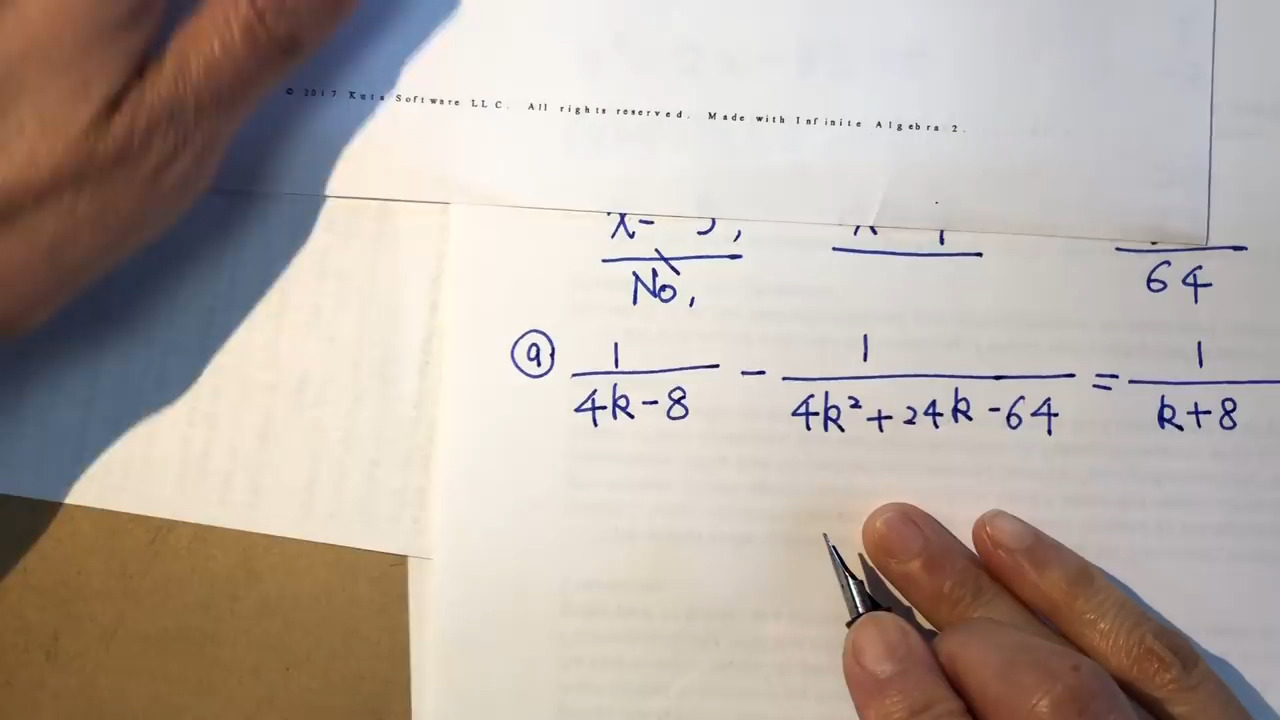 © 2017 Kuta Software LLC. All rights reserved. Made with Infinite Algebra 2.
No, 64
9 1/(4k-8) - 1/(4k²+24k-64) = 1/(k+8)